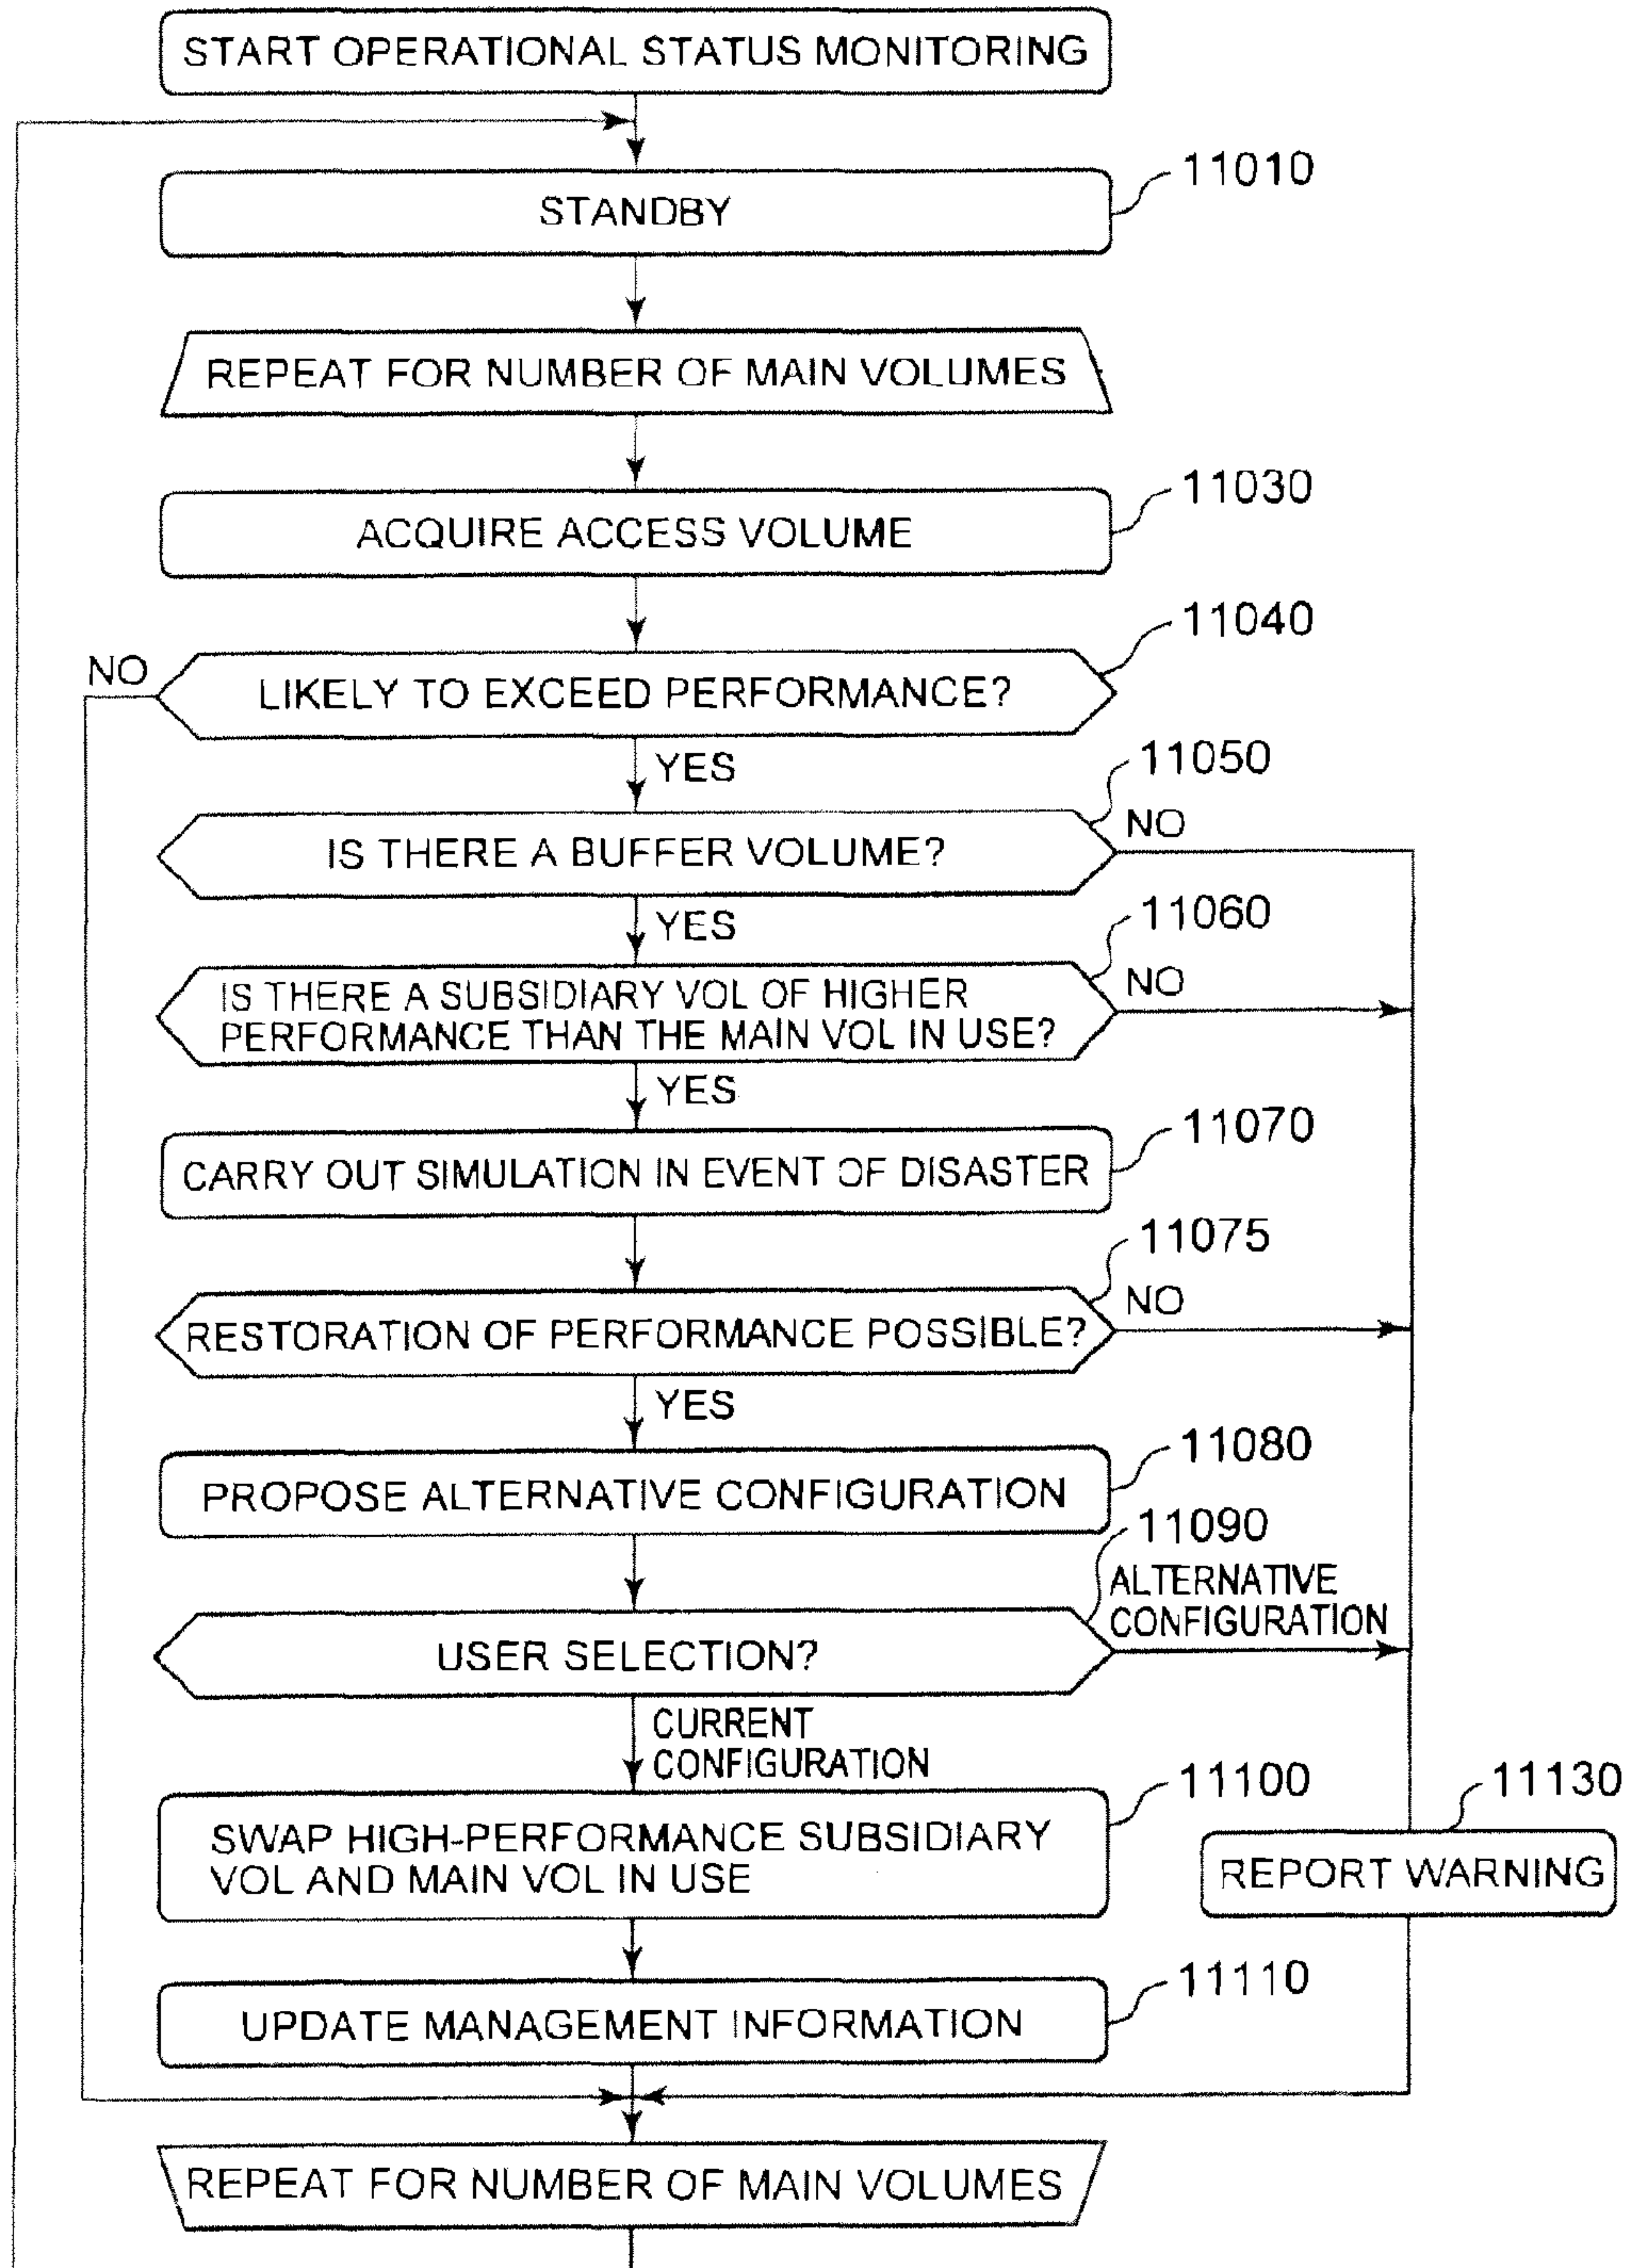 START OPERATIONAL STATUS MONITORING
11010
STANDBY
REPEAT FOR NUMBER OF MAIN VOLUMES
11030
ACQUIRE ACCESS VOLUME
11040
NO
LIKELY TO EXCEED PERFORMANCE?
YES
11050
NO
IS THERE A BUFFER VOLUME?
YES
11060
NO
IS THERE A SUBSIDIARY VOL OF HIGHER
PERFORMANCE THAN THE MAIN VOL IN USE?
YES
11070
CARRY OUT SIMULATION IN EVENT OF DISASTER
11075
NO
RESTORATION OF PERFORMANCE POSSIBLE?
YES
11080
PROPOSE ALTERNATIVE CONFIGURATION
11090
ALTERNATIVE
CONFIGURATION
USER SELECTION?
CURRENT
CONFIGURATION
11100
11130
SWAP HIGH-PERFORMANCE SUBSIDIARY
VOL AND MAIN VOL IN USE
REPORT WARNING
11110
UPDATE MANAGEMENT INFORMATION
REPEAT FOR NUMBER OF MAIN VOLUMES